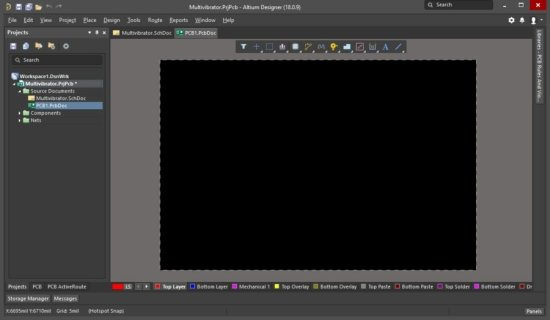 Multivibrator.PrjPcb - Altium Designer (18.0.9)
Search
File Edit View Project Place Design Tools Route Reports Window Help
Projects
Multivibrator.SchDoc
PCB1.PcbDoc
Search
Workspace1.DsnWrk
Multivibrator.PrjPcb *
Source Documents
Multivibrator.SchDoc
PCB1.PcbDoc
Components
Nets
Projects PCB PCB ActiveRoute
LS Top Layer Bottom Layer Mechanical 1 Top Overlay Bottom Overlay Top Paste Bottom Paste Top Solder Bottom Solder Dr
Storage Manager Messages
X:6695mil Y:6710mil Grid: 5mil (Hotspot Snap)
Panels
Libraries
PCB Rules And Vio...